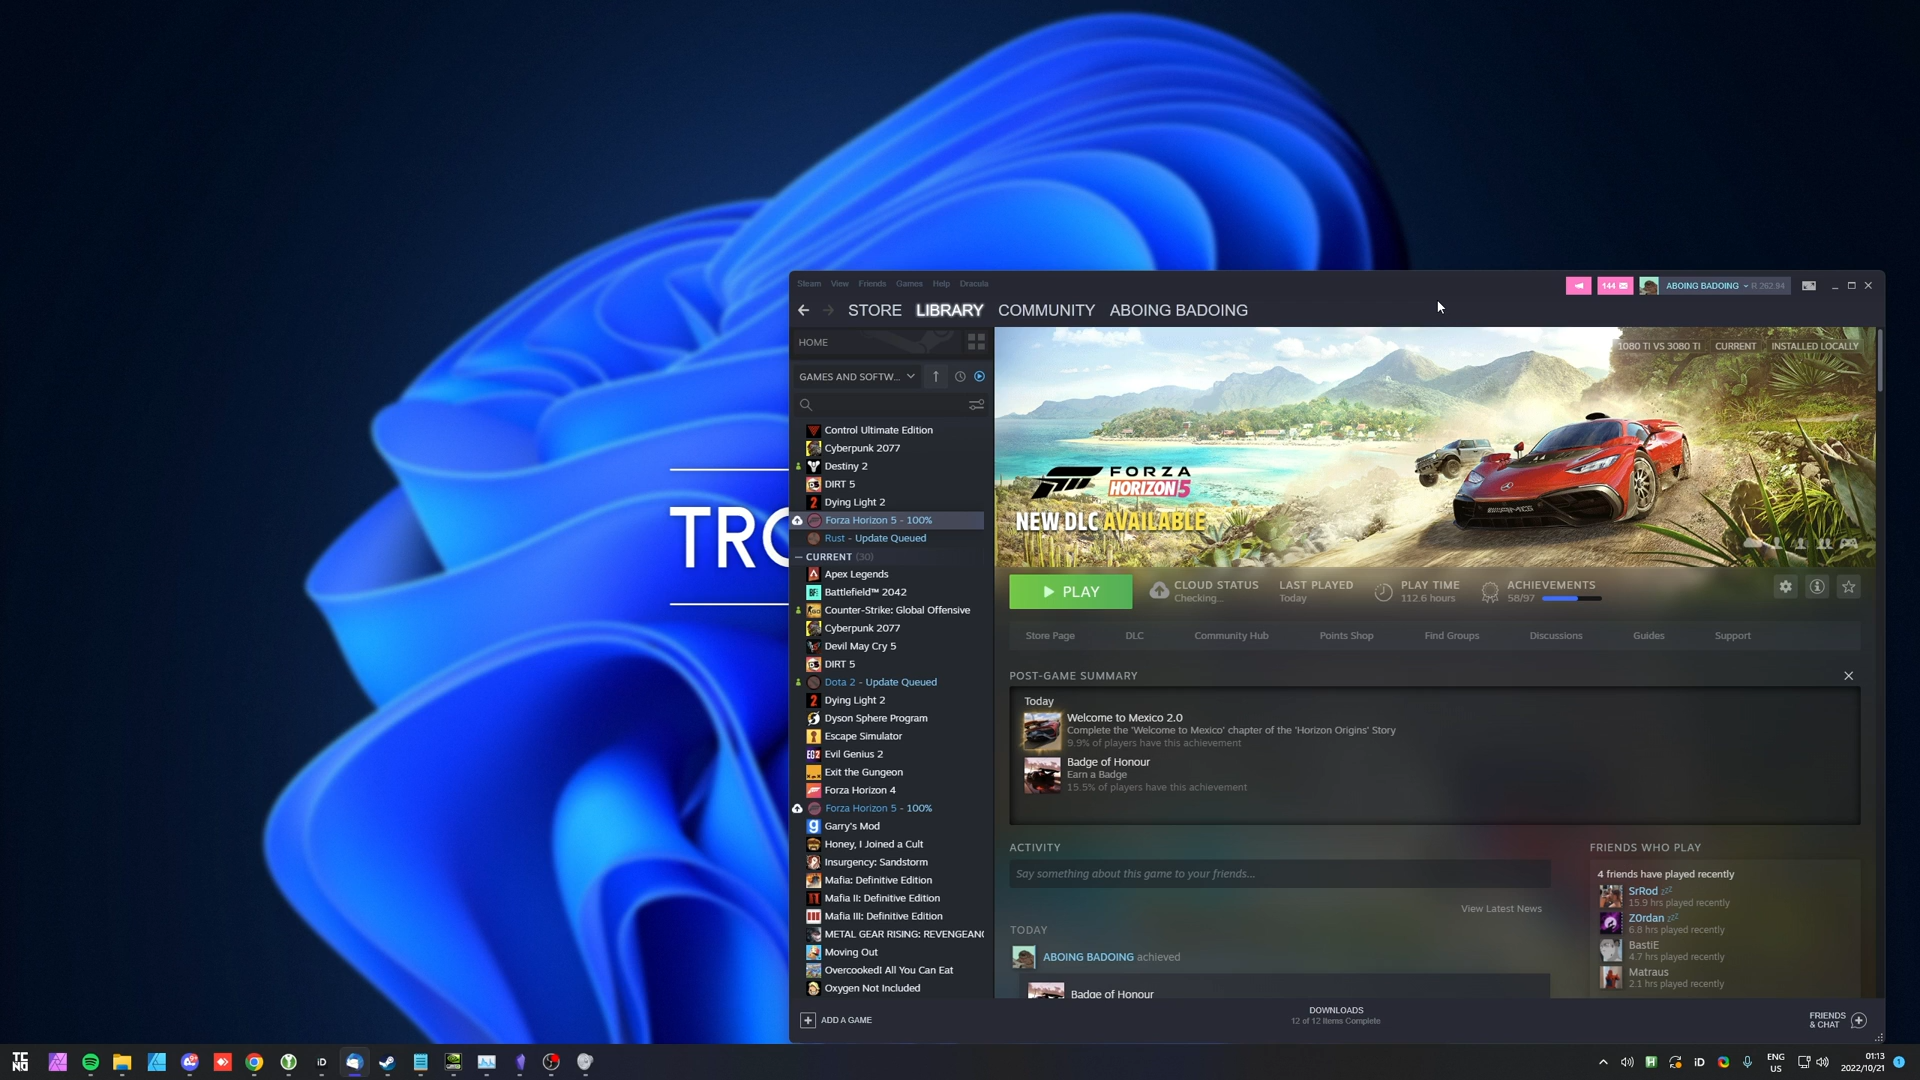 Steam View Friends Games Help Dracula
144 ABOING BADOING R 262.94
STORE LIBRARY COMMUNITY ABOING BADOING
HOME
GAMES AND SOFTW...
Control Ultimate Edition
Cyberpunk 2077
Destiny 2
DIRT 5
Dying Light 2
Forza Horizon 5 - 100%
Rust - Update Queued
— CURRENT (30)
Apex Legends
Battlefield™ 2042
Counter-Strike: Global Offensive
Cyberpunk 2077
Devil May Cry 5
DIRT 5
Dota 2 - Update Queued
Dying Light 2
Dyson Sphere Program
Escape Simulator
Evil Genius 2
Exit the Gungeon
Forza Horizon 4
Forza Horizon 5 - 100%
Garry's Mod
Honey, I Joined a Cult
Insurgency: Sandstorm
Mafia: Definitive Edition
Mafia II: Definitive Edition
Mafia III: Definitive Edition
METAL GEAR RISING: REVENGEANC
Moving Out
Overcooked! All You Can Eat
Oxygen Not Included
1080 TI VS 3080 TI CURRENT INSTALLED LOCALLY
FORZA
HORIZON 5
NEW DLC AVAILABLE
PLAY
CLOUD STATUS
Checking...
LAST PLAYED
Today
PLAY TIME
112.6 hours
ACHIEVEMENTS
58/97
Store Page DLC Community Hub Points Shop Find Groups Discussions Guides Support
POST-GAME SUMMARY
Today
Welcome to Mexico 2.0
Complete the 'Welcome to Mexico' chapter of the 'Horizon Origins' Story
9.9% of players have this achievement
Badge of Honour
Earn a Badge
15.5% of players have this achievement
ACTIVITY
Say something about this game to your friends...
View Latest News
TODAY
ABOING BADOING achieved
Badge of Honour
FRIENDS WHO PLAY
4 friends have played recently
SrRod zzz
15.9 hrs played recently
Z0rdan zzz
6.8 hrs played recently
BastiE
4.7 hrs played recently
Matraus
2.1 hrs played recently
ADD A GAME
DOWNLOADS
12 of 12 Items Complete
FRIENDS
& CHAT
TC
NO
iD
iD
ENG
US
01:13
2022/10/21
1